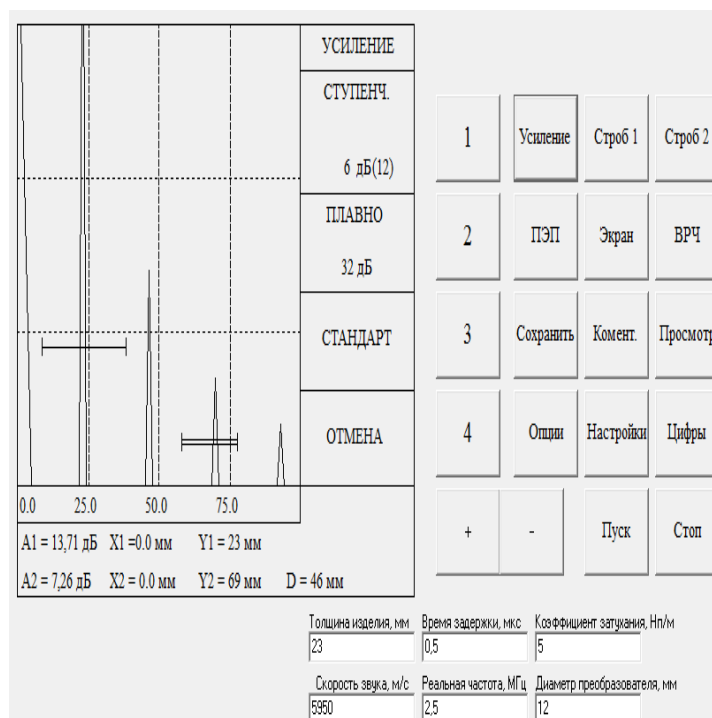 УСИЛЕНИЕ
СТУПЕНЧ.
6 дБ(12)
ПЛАВНО
32 дБ
СТАНДАРТ
ОТМЕНА
0.0 25.0 50.0 75.0
A1 = 13,71 дБ X1 =0.0 мм Y1 = 23 мм
A2 = 7,26 дБ X2 = 0.0 мм Y2 = 69 мм D = 46 мм
1 Усиление Строб 1 Строб 2
2 ПЭП Экран ВРЧ
3 Сохранить Комент. Просмотр
4 Опции Настройки Цифры
+ - Пуск Стоп
Толщина изделия, мм Время задержки, мкс Коэффициент затухания, Нп/м
23 0,5 5
Скорость звука, м/с Реальная частота, МГц Диаметр преобразователя, мм
5950 2,5 12